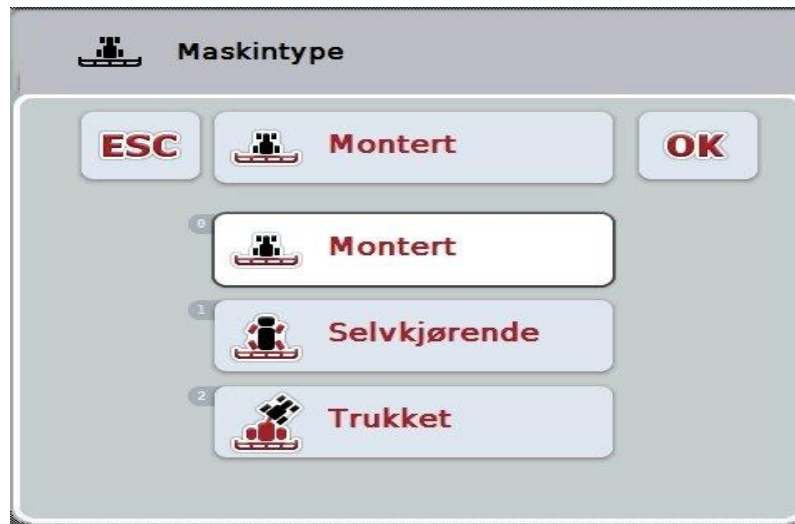 Maskintype
ESC Montert OK
0 Montert
1 Selvkjørende
2 Trukket